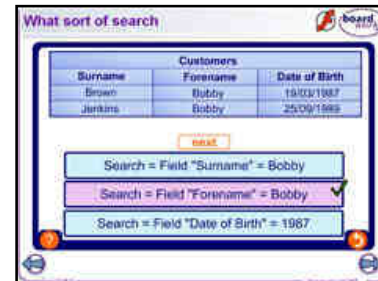 What sort of search
board
works
Customers
Surname Forename Date of Birth
Brown Bobby 19/03/1987
Jenkins Bobby 25/09/1989
next
Search = Field "Surname" = Bobby
Search = Field "Forename" = Bobby
Search = Field "Date of Birth" = 1987
?